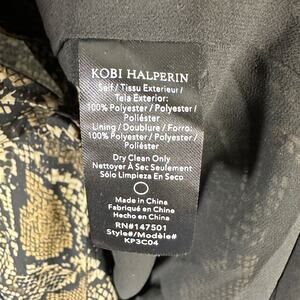 KOBI HALPERIN
Self / Tissu Exterieur /
Tela Exterior:
100% Polyester / Polyester /
Poliéster
Lining / Doublure / Forro:
100% Polyester / Polyester /
Poliéster
Dry Clean Only
Nettoyer À Sec Seulement
Sólo Limpieza En Seco
Made in China
Fabriqué en China
Hecho en China
RN#147501
Style#/Modèle#
KP3C04